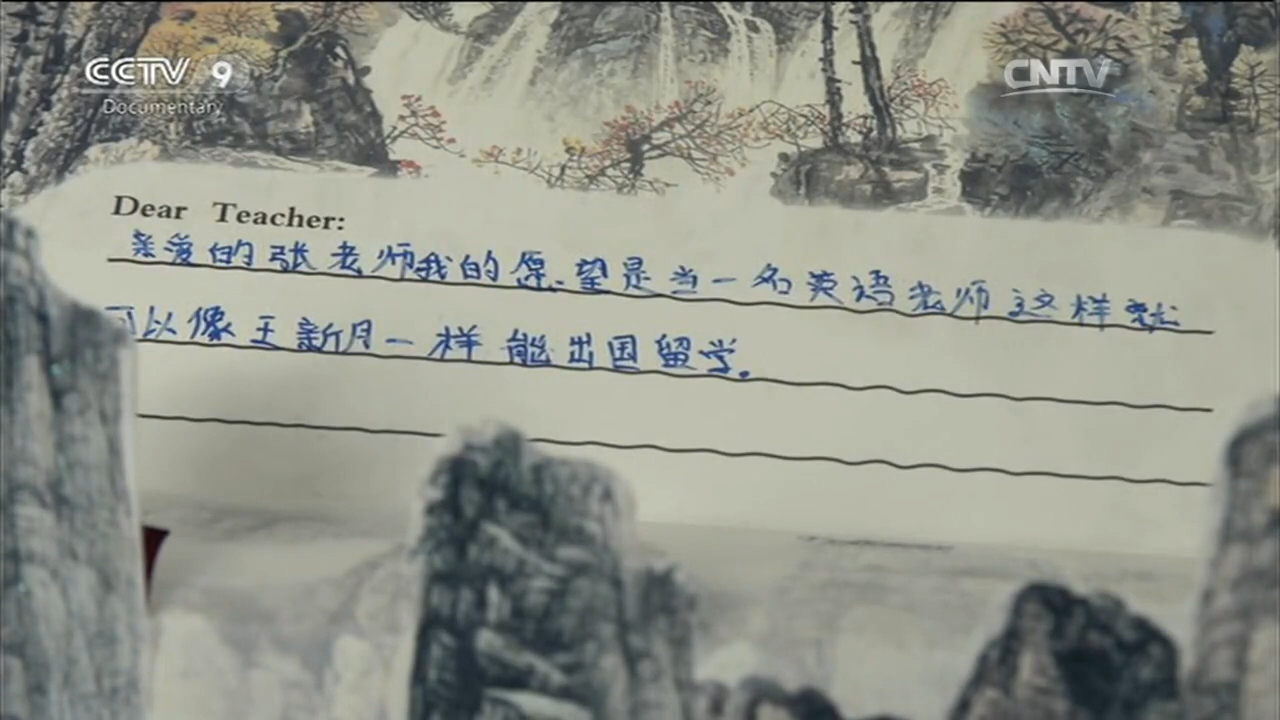 CCTV 9
CNTV
Documentary
Dear Teacher:
亲爱的张老师我的愿望是当一名英语老师这样就
可以像王新月一样能出国留学.